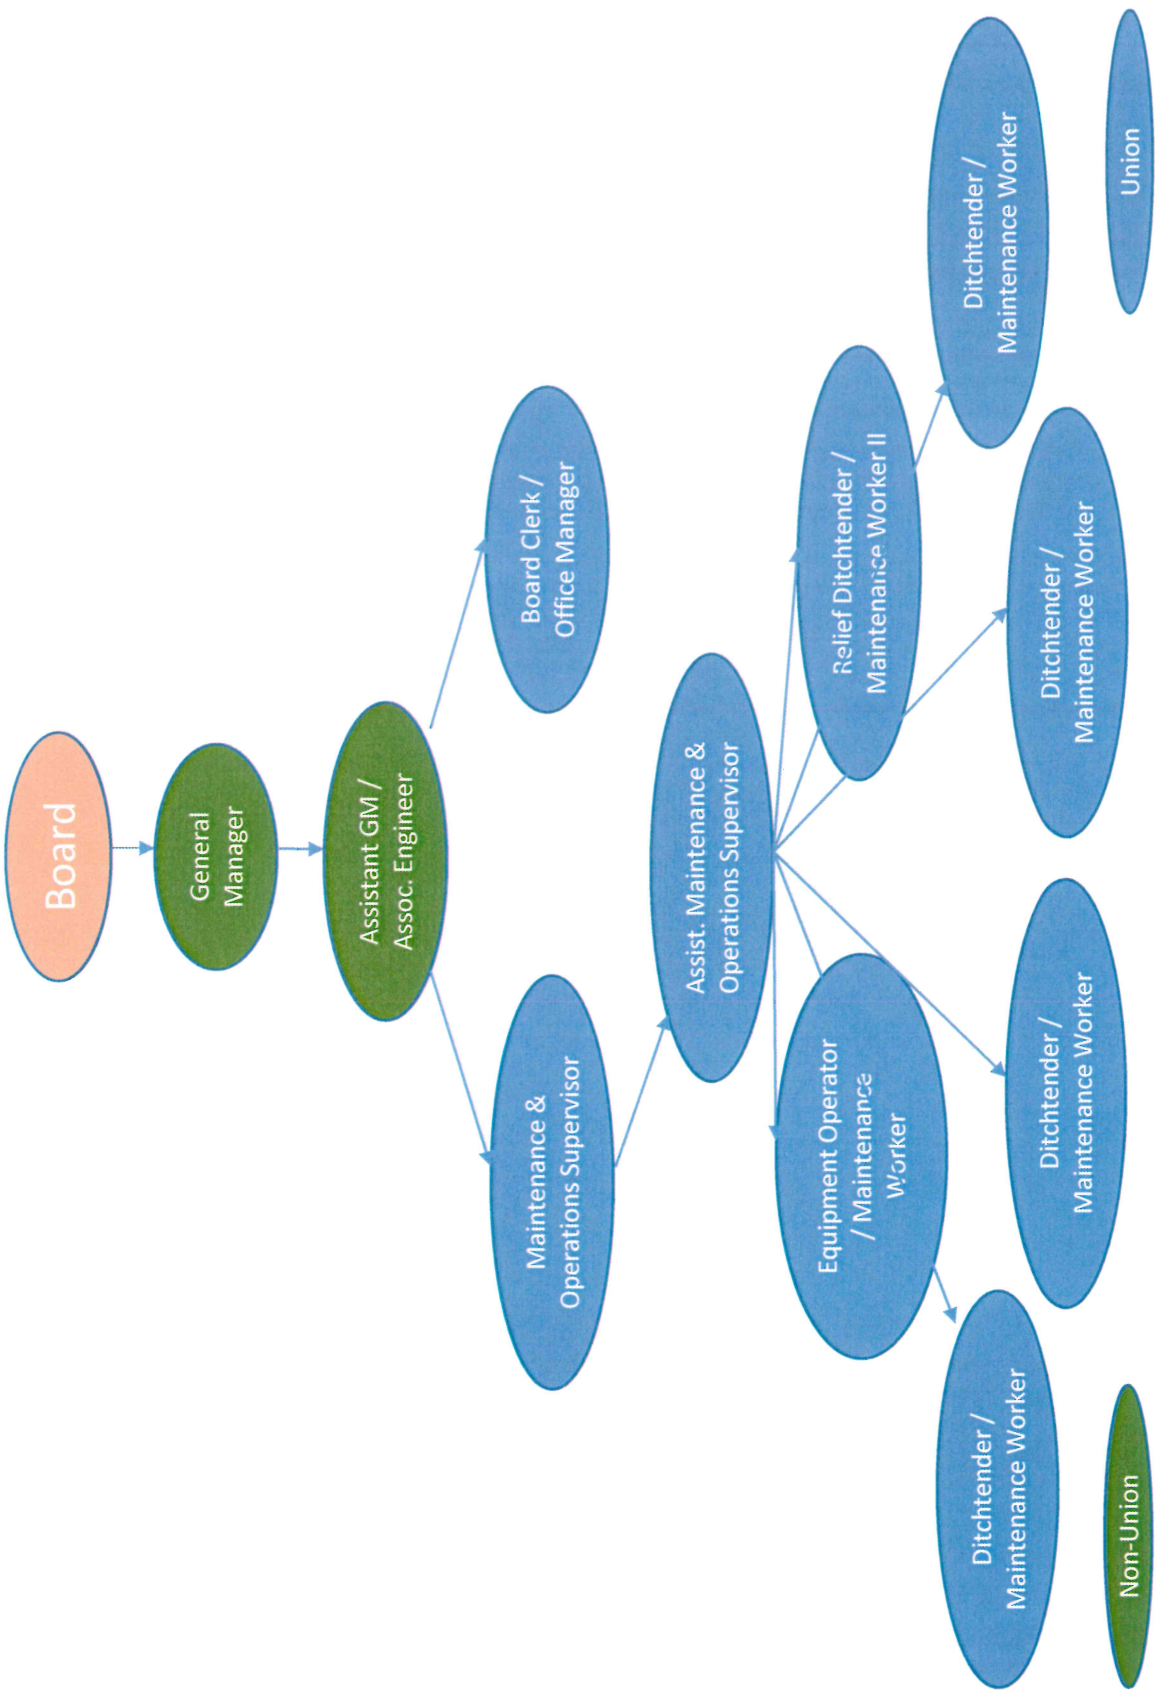 Board
General
Manager
Assistant GM /
Assoc. Engineer
Maintenance &
Operations Supervisor
Board Clerk /
Office Manager
Assist. Maintenance &
Operations Supervisor
Equipment Operator
/ Maintenance
Worker
Relief Ditchtender /
Maintenance Worker II
Ditchtender /
Maintenance Worker
Ditchtender /
Maintenance Worker
Ditchtender /
Maintenance Worker
Ditchtender /
Maintenance Worker
Non-Union
Union